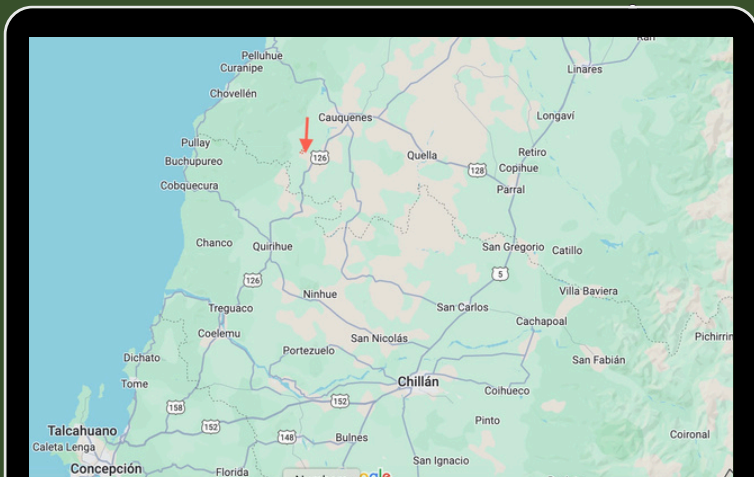 Pelluhue
Curanipe
Linares
Chovellén
Cauquenes
Longaví
Pullay
126
Quella
Retiro
Buchupureo
128
Copihue
Cobquecura
Parral
Chanco
Quirihue
San Gregorio
Catillo
126
5
Ninhue
Villa Baviera
Treguaco
San Carlos
Cachapoal
Coelemu
San Nicolás
Portezuelo
Dichato
San Fabián
Tome
Chillán
Coihueco
158
152
152
Pinto
Talcahuano
148
Bulnes
Coironal
Caleta Lenga
San Ignacio
Concepción
Florida